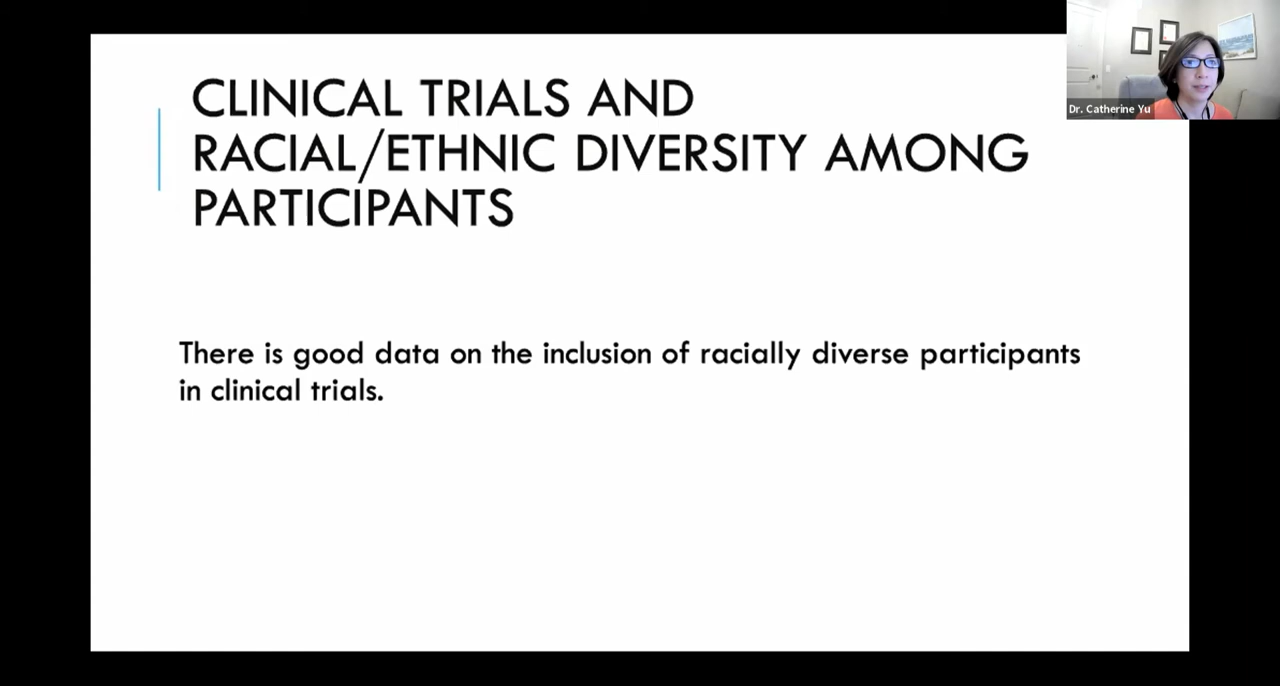 CLINICAL TRIALS AND
RACIAL/ETHNIC DIVERSITY AMONG
PARTICIPANTS
Dr. Catherine Yu
There is good data on the inclusion of racially diverse participants
in clinical trials.